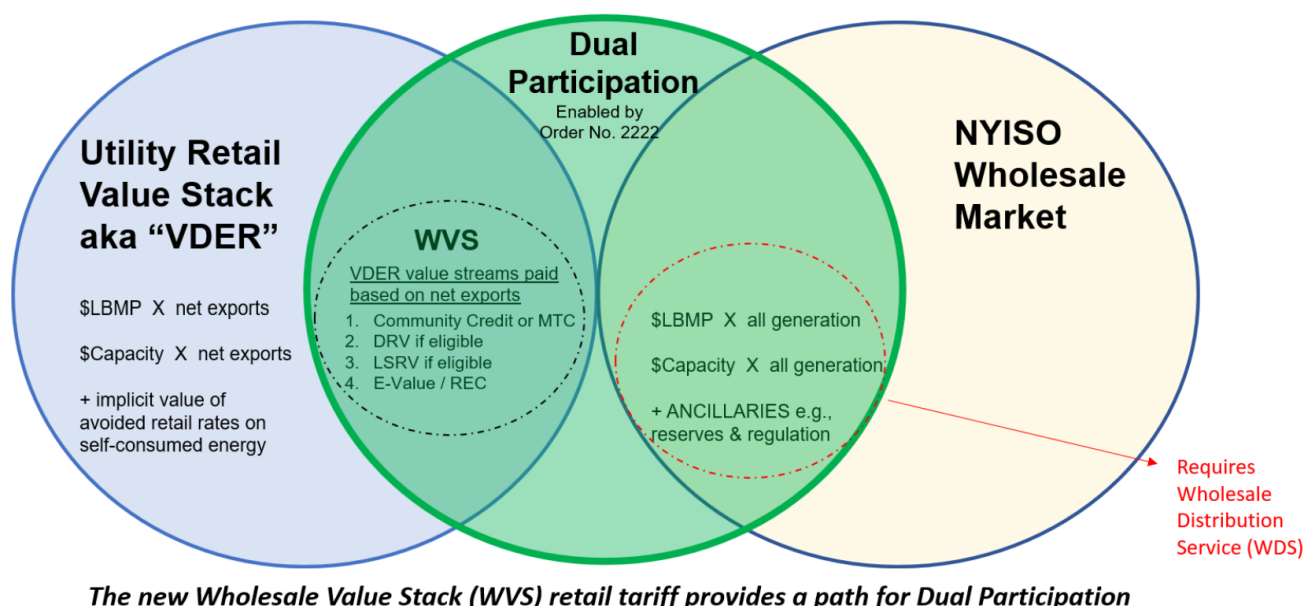 Dual
Participation
Enabled by
Order No. 2222
Utility Retail
Value Stack
aka “VDER”
$LBMP X net exports
$Capacity X net exports
+ implicit value of
avoided retail rates on
self-consumed energy
WVS
VDER value streams paid
based on net exports
1. Community Credit or MTC
2. DRV if eligible
3. LSRV if eligible
4. E-Value / REC
$LBMP X all generation
$Capacity X all generation
+ ANCILLARIES e.g.,
reserves & regulation
NYISO
Wholesale
Market
Requires
Wholesale
Distribution
Service (WDS)
The new Wholesale Value Stack (WVS) retail tariff provides a path for Dual Participation